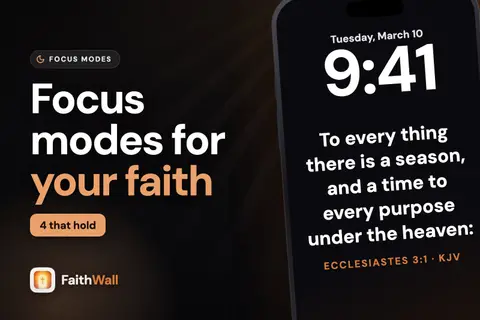 FOCUS MODES
Focus
modes for
your faith
4 that hold
FaithWall
Tuesday, March 10
9:41
To every thing
there is a season,
and a time to
every purpose
under the heaven:
ECCLESIASTES 3:1 · KJV